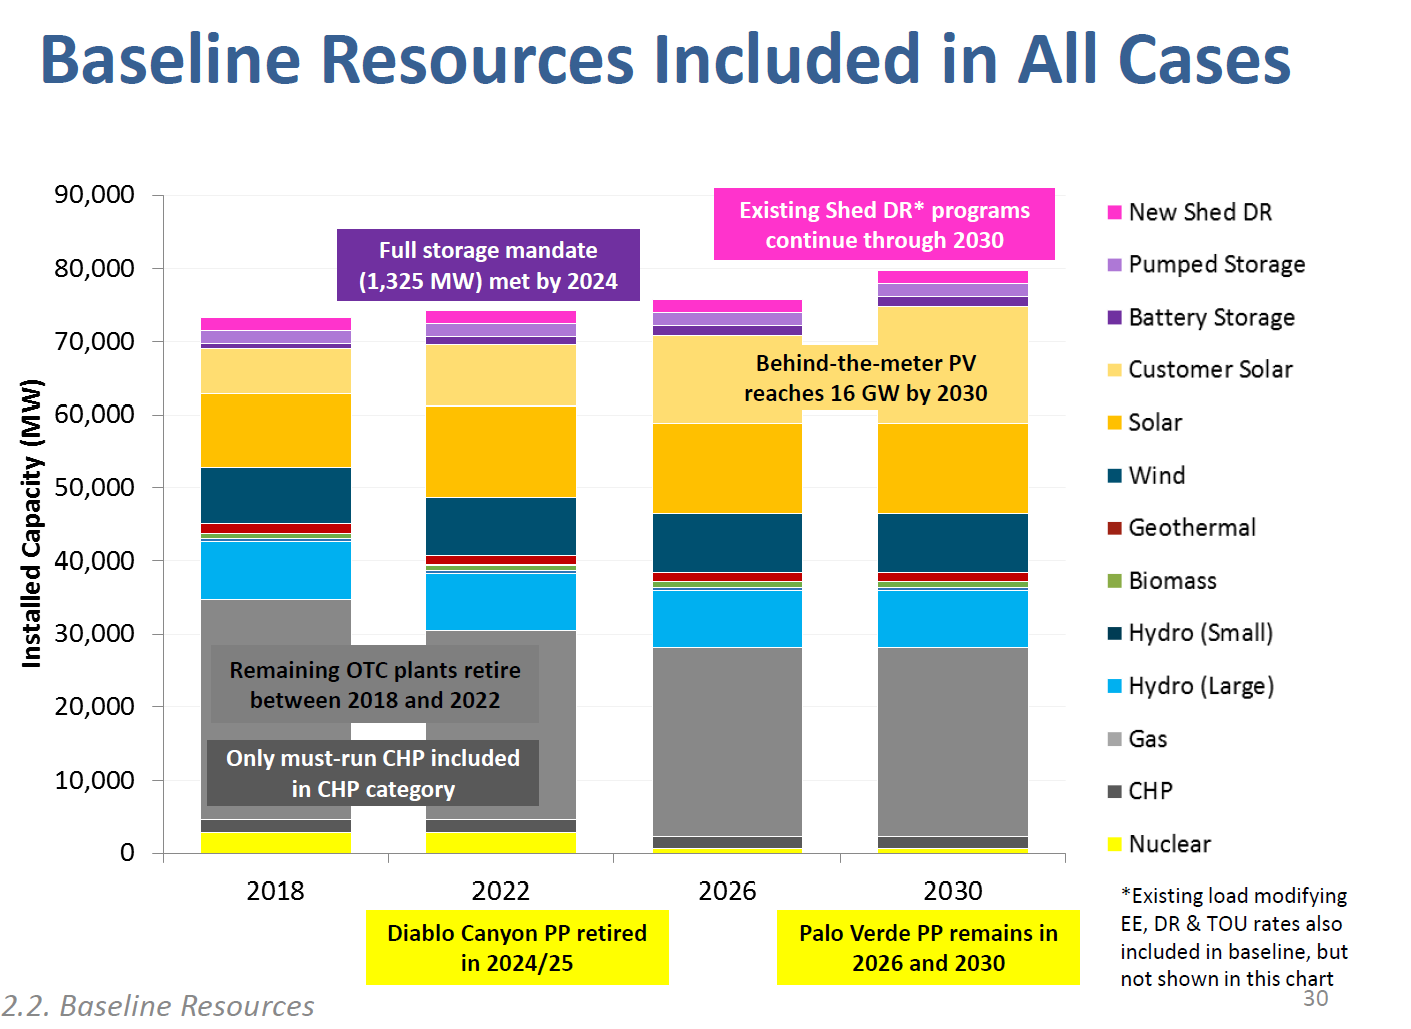 Baseline Resources Included in All Cases
90,000
80,000
70,000
60,000
50,000
40,000
30,000
20,000
10,000
0
Installed Capacity (MW)
Full storage mandate
(1,325 MW) met by 2024
Existing Shed DR* programs
continue through 2030
Behind-the-meter PV
reaches 16 GW by 2030
Remaining OTC plants retire
between 2018 and 2022
Only must-run CHP included
in CHP category
2018
2022
2026
2030
Diablo Canyon PP retired
in 2024/25
Palo Verde PP remains in
2026 and 2030
New Shed DR
Pumped Storage
Battery Storage
Customer Solar
Solar
Wind
Geothermal
Biomass
Hydro (Small)
Hydro (Large)
Gas
CHP
Nuclear
*Existing load modifying
EE, DR & TOU rates also
included in baseline, but
not shown in this chart
2.2. Baseline Resources
30